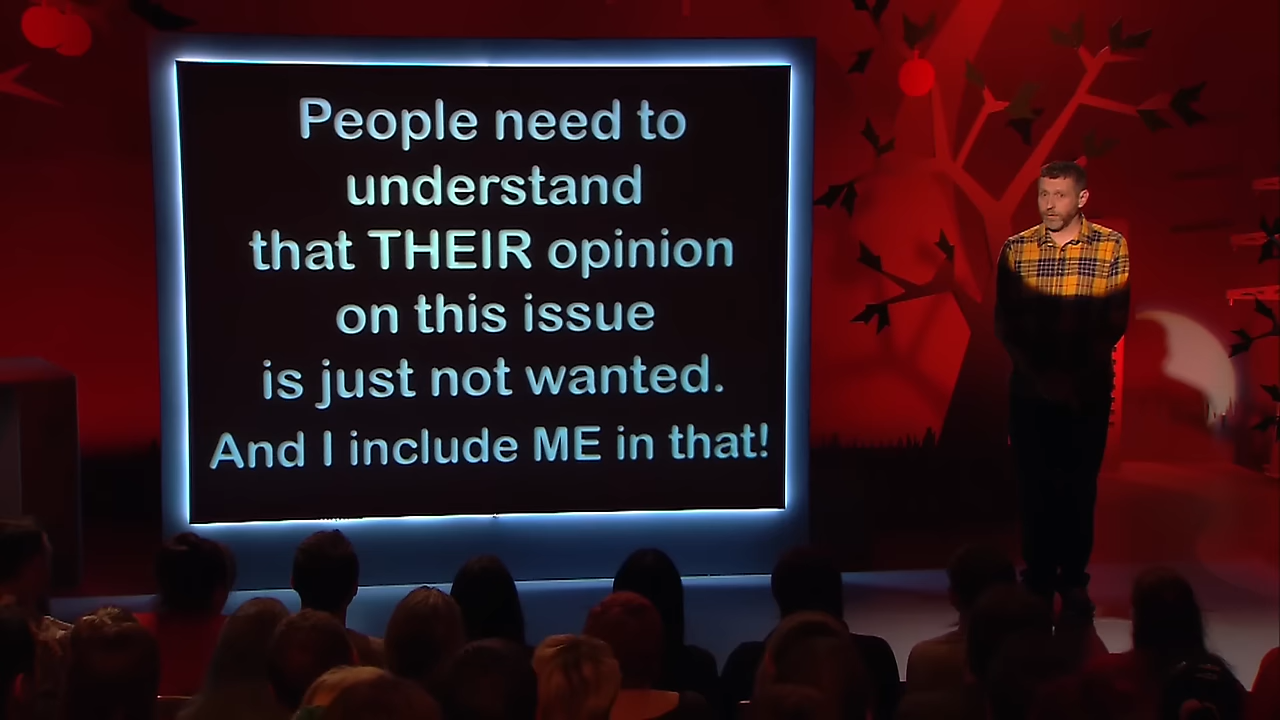 People need to
understand
that THEIR opinion
on this issue
is just not wanted.
And I include ME in that!